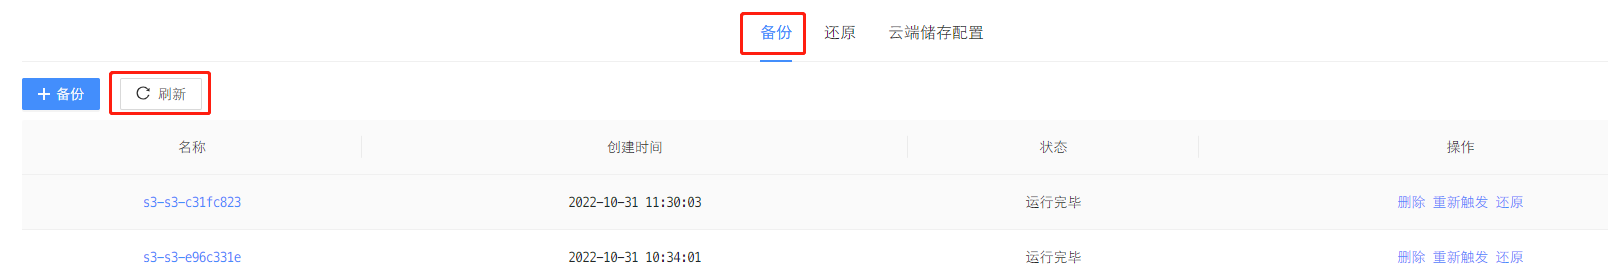 备份 还原 云端储存配置
备份 刷新
名称 创建时间 状态 操作
s3-s3-c31fc823 2022-10-31 11:30:03 运行完毕 删除 重新触发 还原
s3-s3-e96c331e 2022-10-31 10:34:01 运行完毕 删除 重新触发 还原